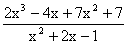 2x³ − 4x + 7x² + 7
x² + 2x − 1